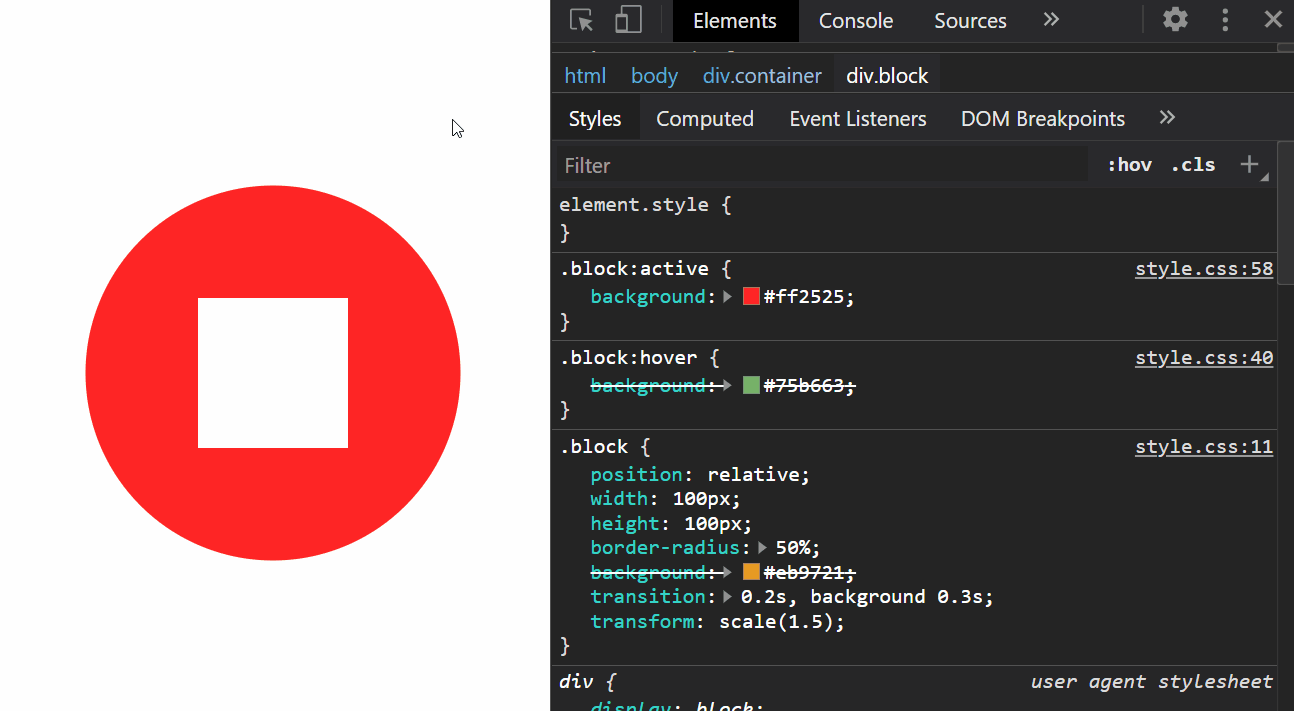 Elements Console Sources »
html body div.container div.block
Styles Computed Event Listeners DOM Breakpoints »
Filter :hov .cls +
element.style {
}
.block:active { style.css:58
background: #ff2525;
}
.block:hover { style.css:40
background: #75b663;
}
.block { style.css:11
position: relative;
width: 100px;
height: 100px;
border-radius: 50%;
background: #eb9721;
transition: 0.2s, background 0.3s;
transform: scale(1.5);
}
div { user agent stylesheet
display: block;